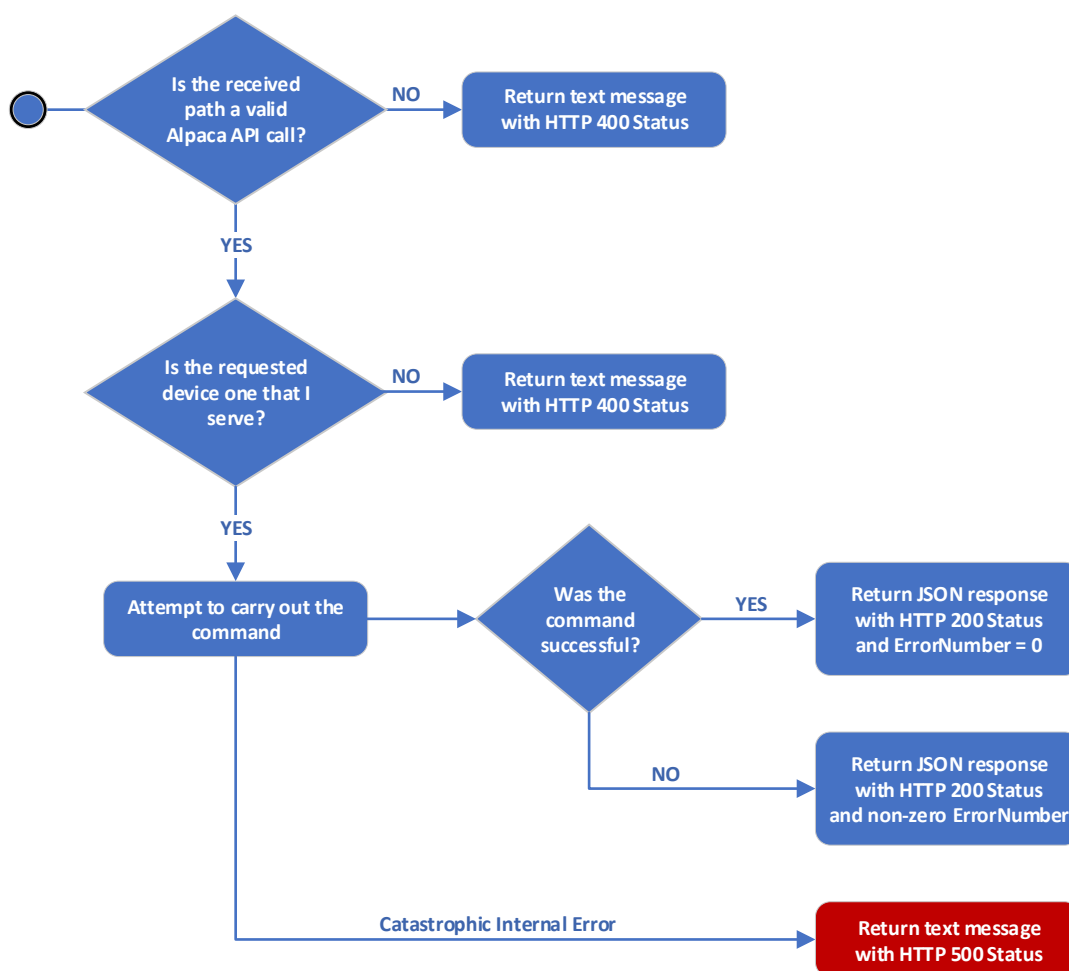 Is the received
path a valid
Alpaca API call?
NO
Return text message
with HTTP 400 Status
YES
Is the requested
device one that I
serve?
NO
Return text message
with HTTP 400 Status
YES
Attempt to carry out the
command
Was the
command
successful?
YES
Return JSON response
with HTTP 200 Status
and ErrorNumber = 0
NO
Return JSON response
with HTTP 200 Status
and non-zero ErrorNumber
Catastrophic Internal Error
Return text message
with HTTP 500 Status